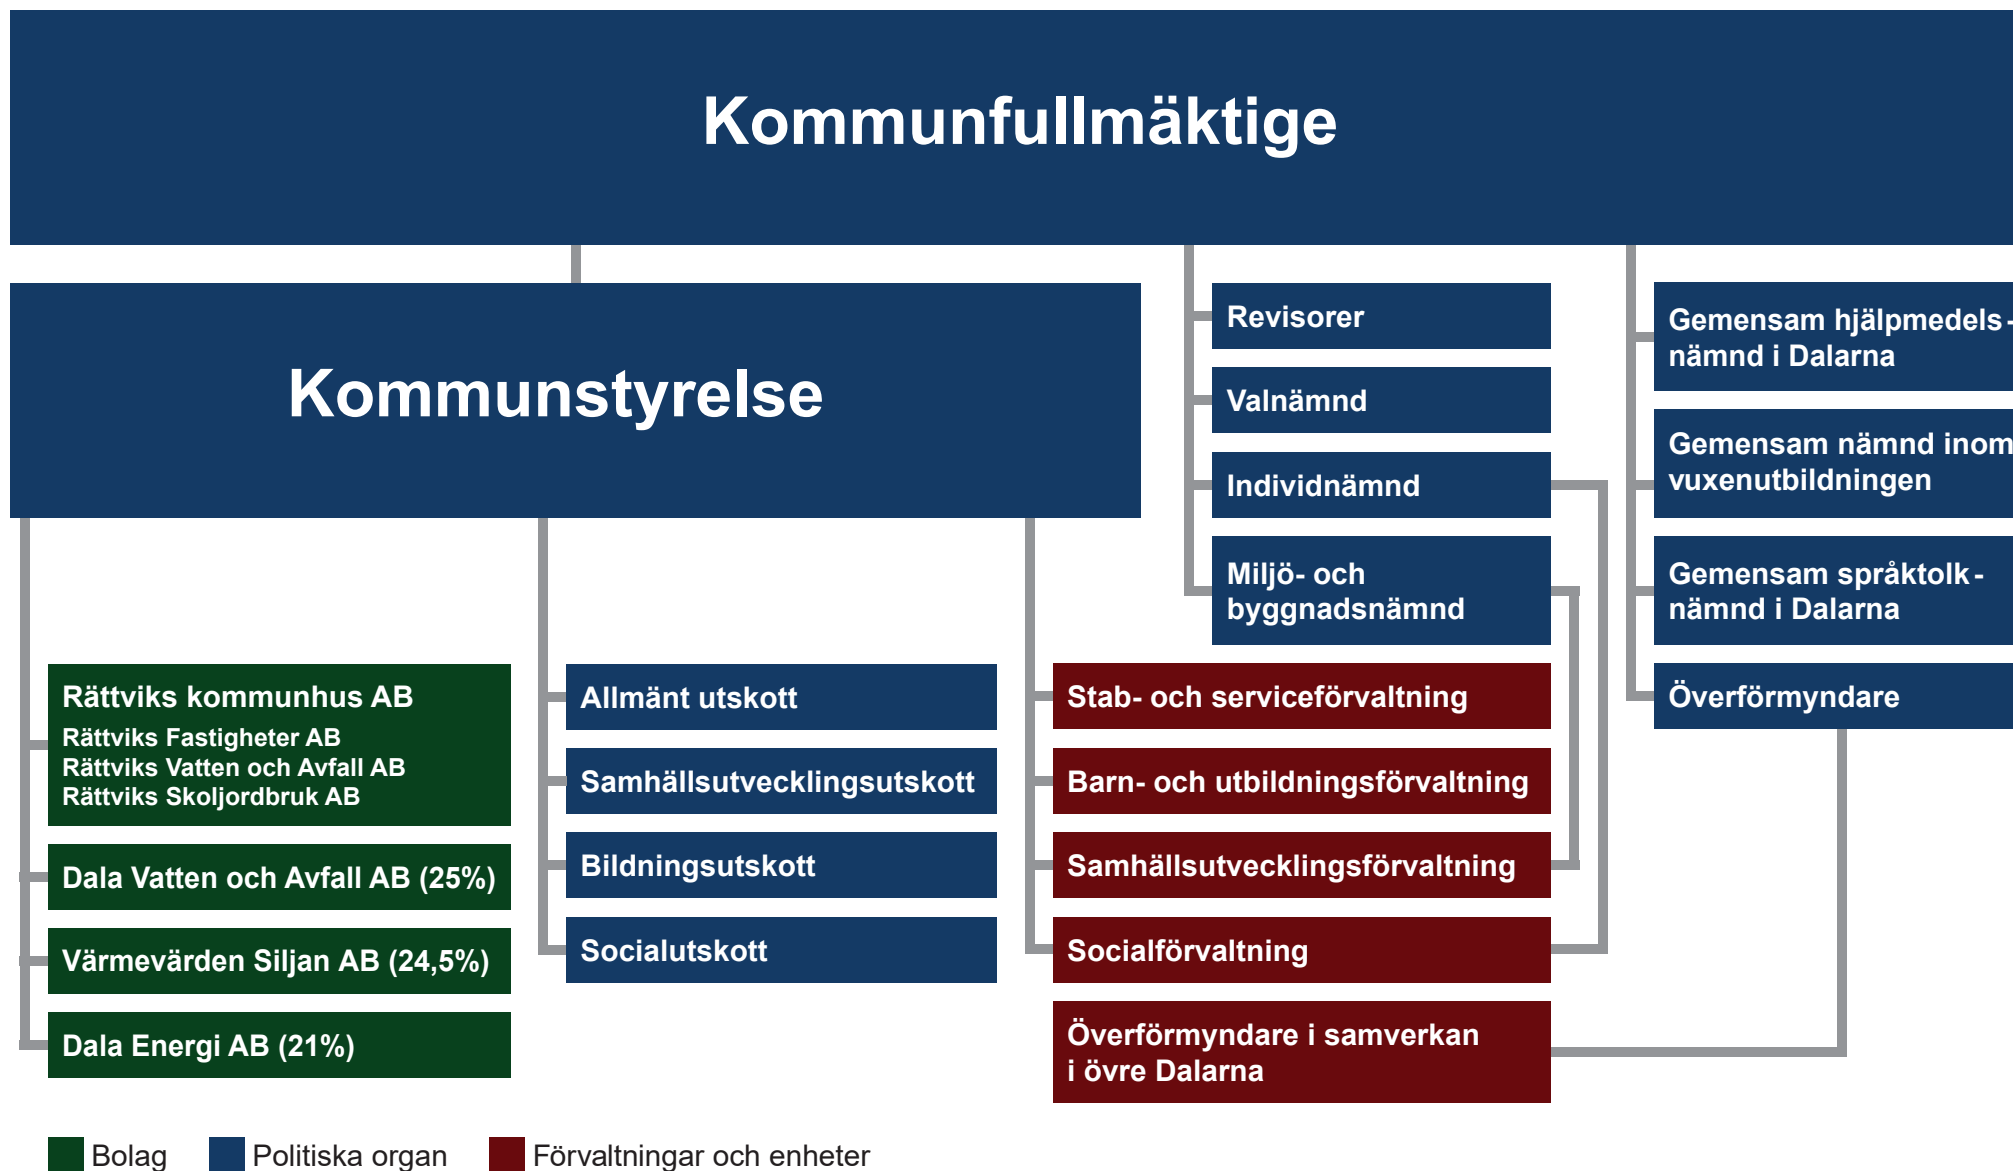 Kommunfullmäktige
Kommunstyrelse
Revisorer
Valnämnd
Individnämnd
Miljö- och
byggnadsnämnd
Gemensam hjälpmedels-
nämnd i Dalarna
Gemensam nämnd inom
vuxenutbildningen
Gemensam språktolk-
nämnd i Dalarna
Överförmyndare
Rättviks kommunhus AB
Rättviks Fastigheter AB
Rättviks Vatten och Avfall AB
Rättviks Skoljordbruk AB
Dala Vatten och Avfall AB (25%)
Värmevärden Siljan AB (24,5%)
Dala Energi AB (21%)
Allmänt utskott
Samhällsutvecklingsutskott
Bildningsutskott
Socialutskott
Stab- och serviceförvaltning
Barn- och utbildningsförvaltning
Samhällsutvecklingsförvaltning
Socialförvaltning
Överförmyndare i samverkan
i övre Dalarna
Bolag
Politiska organ
Förvaltningar och enheter